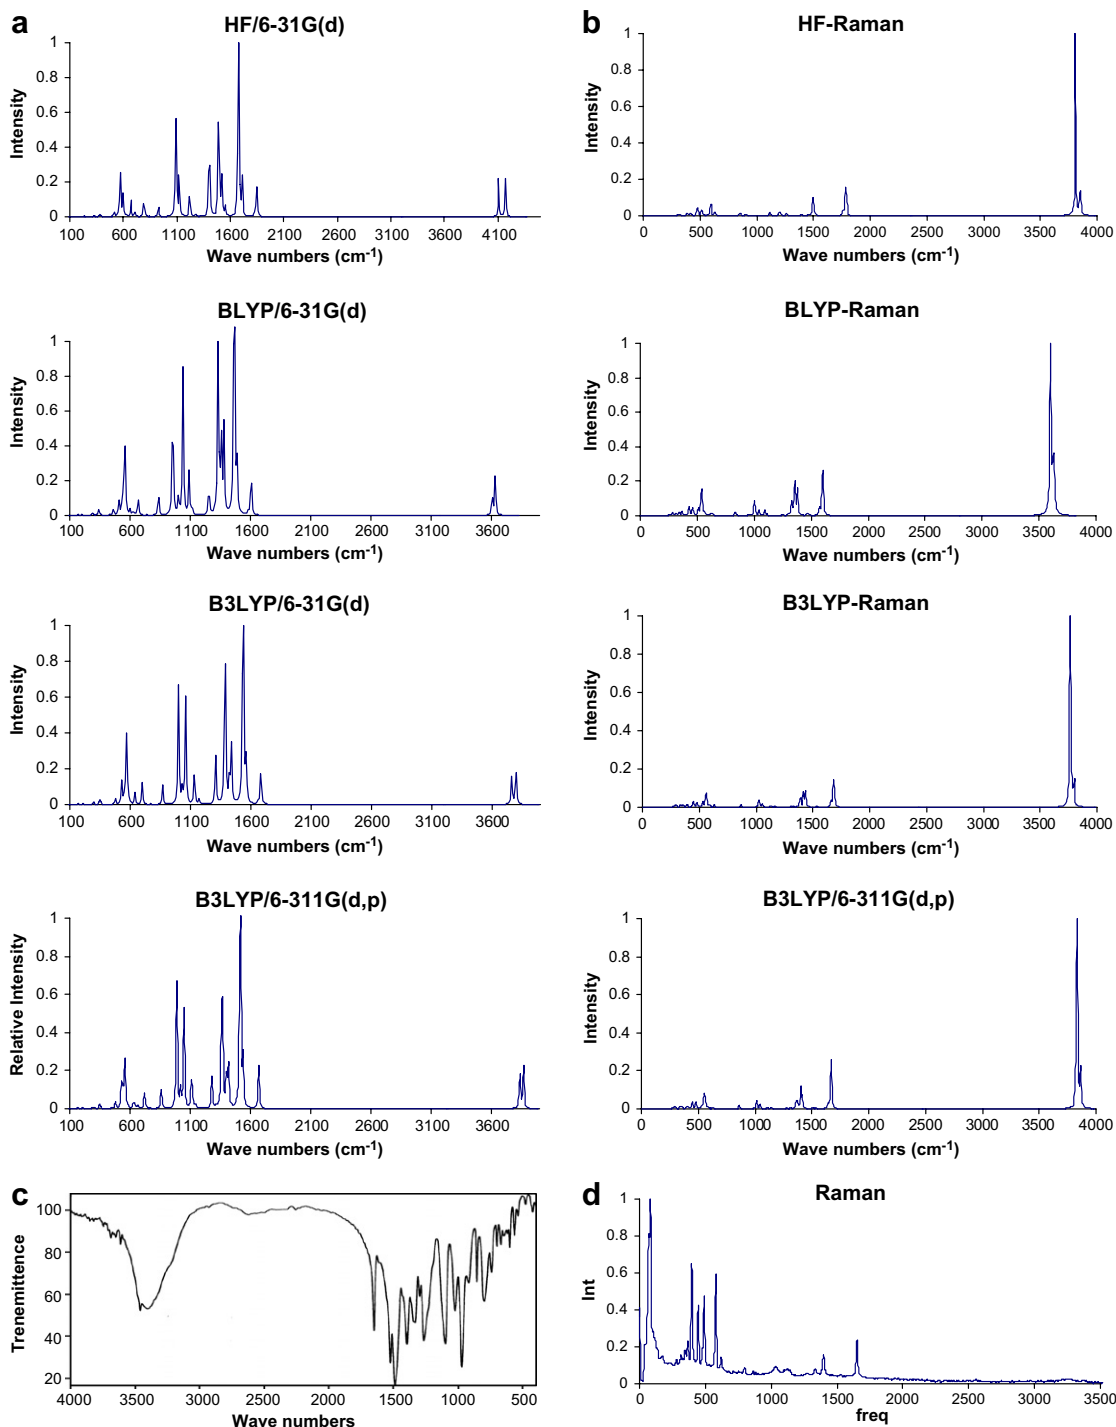 a
HF/6-31G(d)
Intensity
1
0.8
0.6
0.4
0.2
0
100 600 1100 1600 2100 2600 3100 3600 4100
Wave numbers (cm-1)
b
HF-Raman
Intensity
1
0.8
0.6
0.4
0.2
0
0 500 1000 1500 2000 2500 3000 3500 4000
Wave numbers (cm-1)
BLYP/6-31G(d)
Intensity
1
0.8
0.6
0.4
0.2
0
100 600 1100 1600 2100 2600 3100 3600
Wave numbers (cm-1)
BLYP-Raman
Intensity
1
0.8
0.6
0.4
0.2
0
0 500 1000 1500 2000 2500 3000 3500 4000
Wave numbers (cm-1)
B3LYP/6-31G(d)
Intensity
1
0.8
0.6
0.4
0.2
0
100 600 1100 1600 2100 2600 3100 3600
Wave numbers (cm-1)
B3LYP-Raman
Intensity
1
0.8
0.6
0.4
0.2
0
0 500 1000 1500 2000 2500 3000 3500 4000
Wave numbers (cm-1)
B3LYP/6-311G(d,p)
Relative Intensity
1
0.8
0.6
0.4
0.2
0
100 600 1100 1600 2100 2600 3100 3600
Wave numbers (cm-1)
B3LYP/6-311G(d,p)
Intensity
1
0.8
0.6
0.4
0.2
0
0 500 1000 1500 2000 2500 3000 3500 4000
Wave numbers (cm-1)
c
Trenemittence
100
80
60
40
20
4000 3000 2500 2000 1500 1000 500
Wave numbers
d
Raman
Int
1
0.8
0.6
0.4
0.2
0
0 500 1000 1500 2000 2500 3000 3500
freq